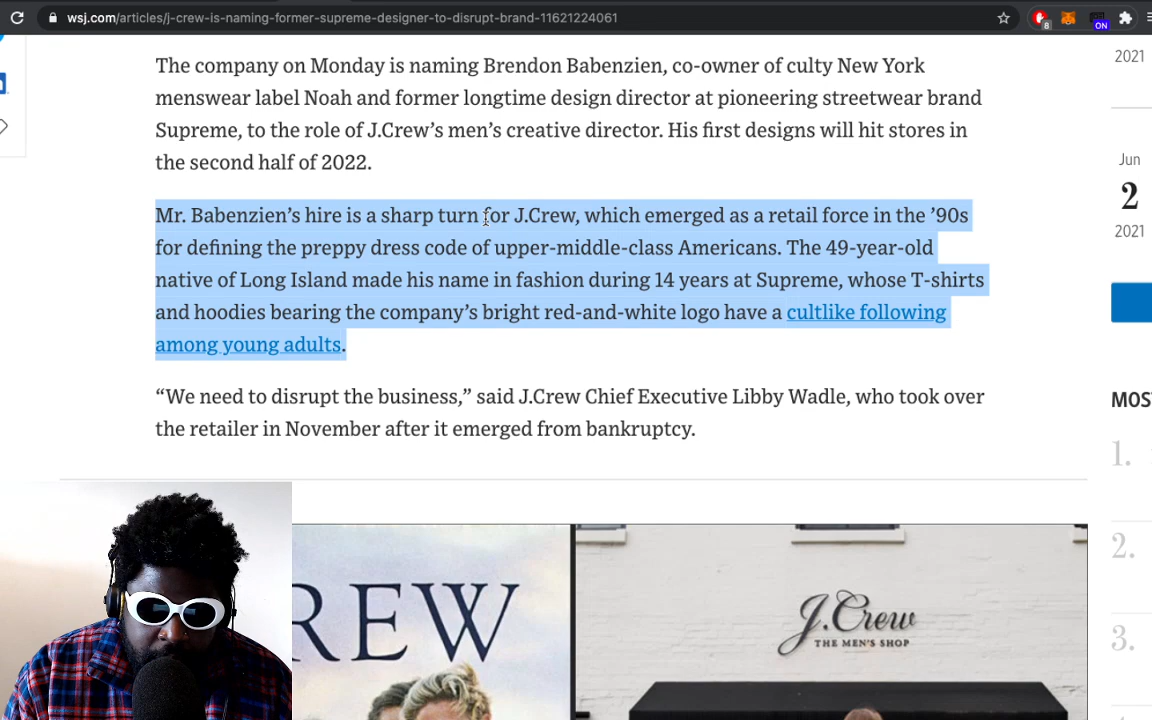 wsj.com/articles/j-crew-is-naming-former-supreme-designer-to-disrupt-brand-11621224061
8
ON
The company on Monday is naming Brendon Babenzien, co-owner of culty New York
menswear label Noah and former longtime design director at pioneering streetwear brand
Supreme, to the role of J.Crew’s men’s creative director. His first designs will hit stores in
the second half of 2022.
Mr. Babenzien’s hire is a sharp turn for J.Crew, which emerged as a retail force in the ’90s
for defining the preppy dress code of upper-middle-class Americans. The 49-year-old
native of Long Island made his name in fashion during 14 years at Supreme, whose T-shirts
and hoodies bearing the company’s bright red-and-white logo have a cultlike following
among young adults.
“We need to disrupt the business,” said J.Crew Chief Executive Libby Wadle, who took over
the retailer in November after it emerged from bankruptcy.
REW
J.Crew
THE MEN'S SHOP
2021
Jun
2
2021
MOS
1.
2.
3.